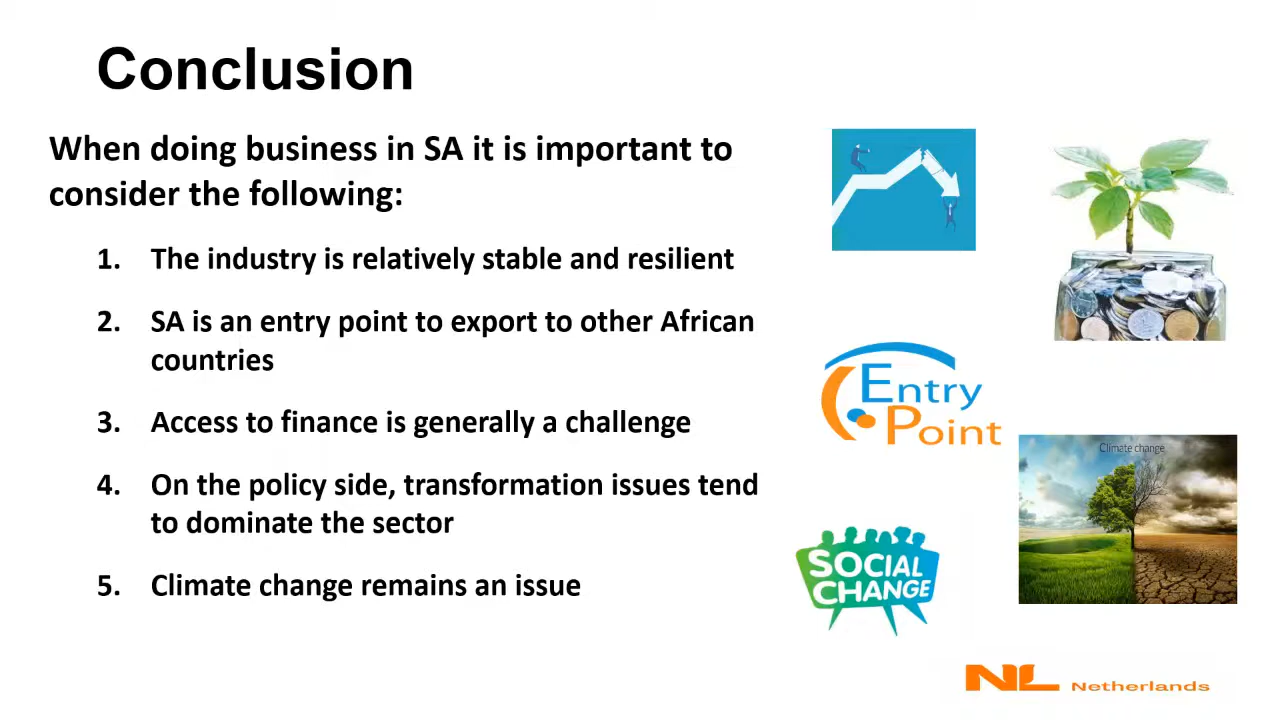 Conclusion
When doing business in SA it is important to
consider the following:
1. The industry is relatively stable and resilient
2. SA is an entry point to export to other African
countries
3. Access to finance is generally a challenge
4. On the policy side, transformation issues tend
to dominate the sector
5. Climate change remains an issue
Entry
Point
Climate change
SOCIAL
CHANGE
NL Netherlands